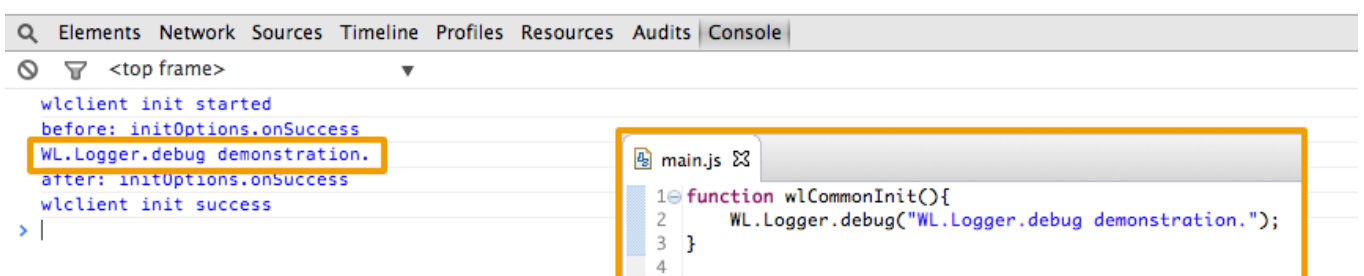 Elements Network Sources Timeline Profiles Resources Audits Console
<top frame> ▼
wlclient init started
before: initOptions.onSuccess
WL.Logger.debug demonstration.
after: initOptions.onSuccess
wlclient init success
>
main.js
1 function wlCommonInit(){
2 WL.Logger.debug("WL.Logger.debug demonstration.");
3 }
4